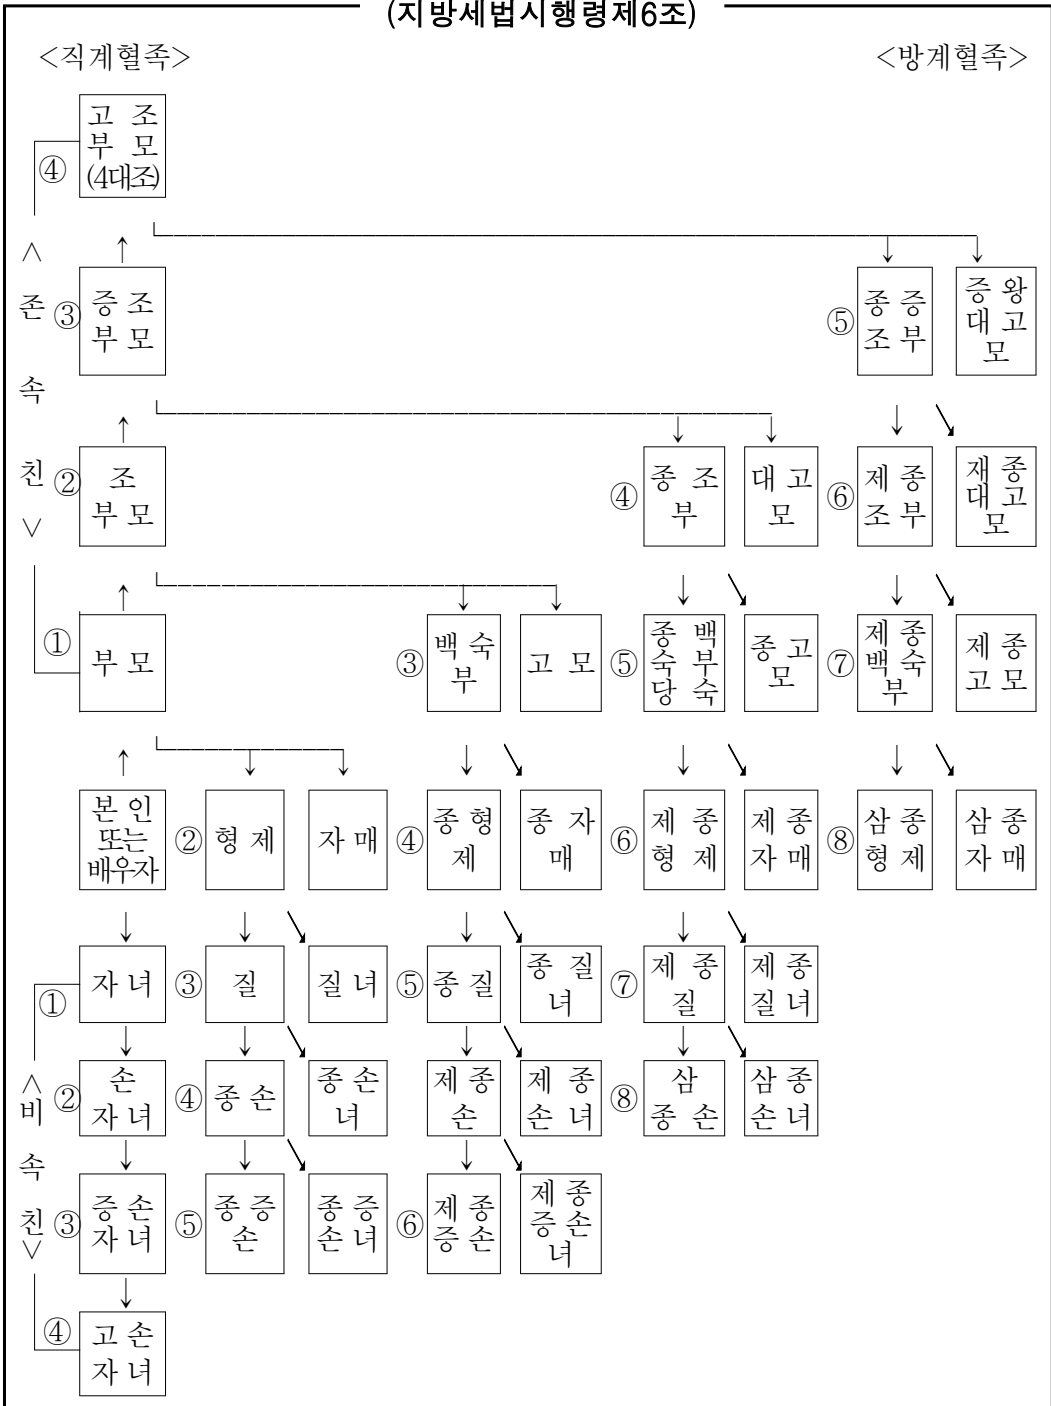 (지방세법시행령제6조)
<직계혈족>
<방계혈족>
고 조
부 모
(4대조)
④
<존 속 친>
③
증 조
부 모
⑤
종 증
조 부
증 왕
대 고
모
②
조
부 모
④
종 조
부
대 고
모
⑥
제 종
조 부
재 종
대 고
모
①
부 모
③
백 숙
부
고 모
⑤
종 백
숙 부
당 숙
종 고
모
⑦
제 종
백 숙
부
제 종
고 모
본 인
또는
배우자
②
형 제
자 매
④
종 형
제
종 자
매
⑥
제 종
형 제
제 종
자 매
⑧
삼 종
형 제
삼 종
자 매
①
자 녀
③
질
질 녀
⑤
종 질
종 질
녀
⑦
제 종
질
제 종
질 녀
<비 속 친>
②
손
자 녀
④
종 손
종 손
녀
제 종
손
제 종
손 녀
⑧
삼
종 손
삼 종
손 녀
③
증 손
자 녀
⑤
종 증
손
종 증
손 녀
⑥
제 종
증 손
제 종
증 손
녀
④
고 손
자 녀